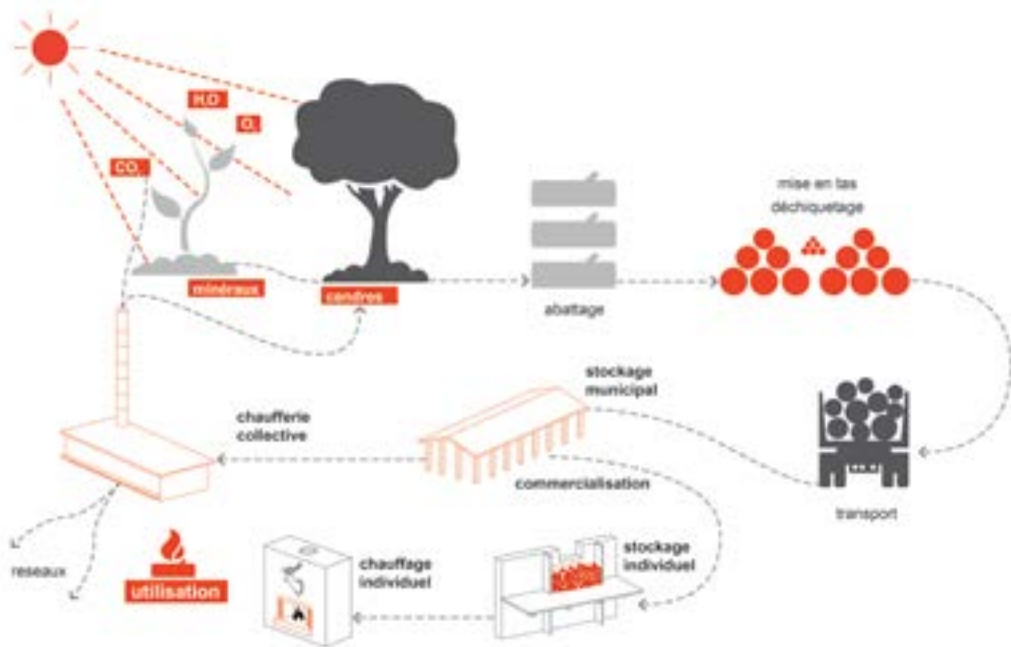 H₂O
O₂
CO₂
minéraux
cendres
abattage
mise en tas
déchiquetage
stockage
municipal
chaufferie
collective
commercialisation
transport
reseaux
utilisation
chauffage
individuel
stockage
individuel